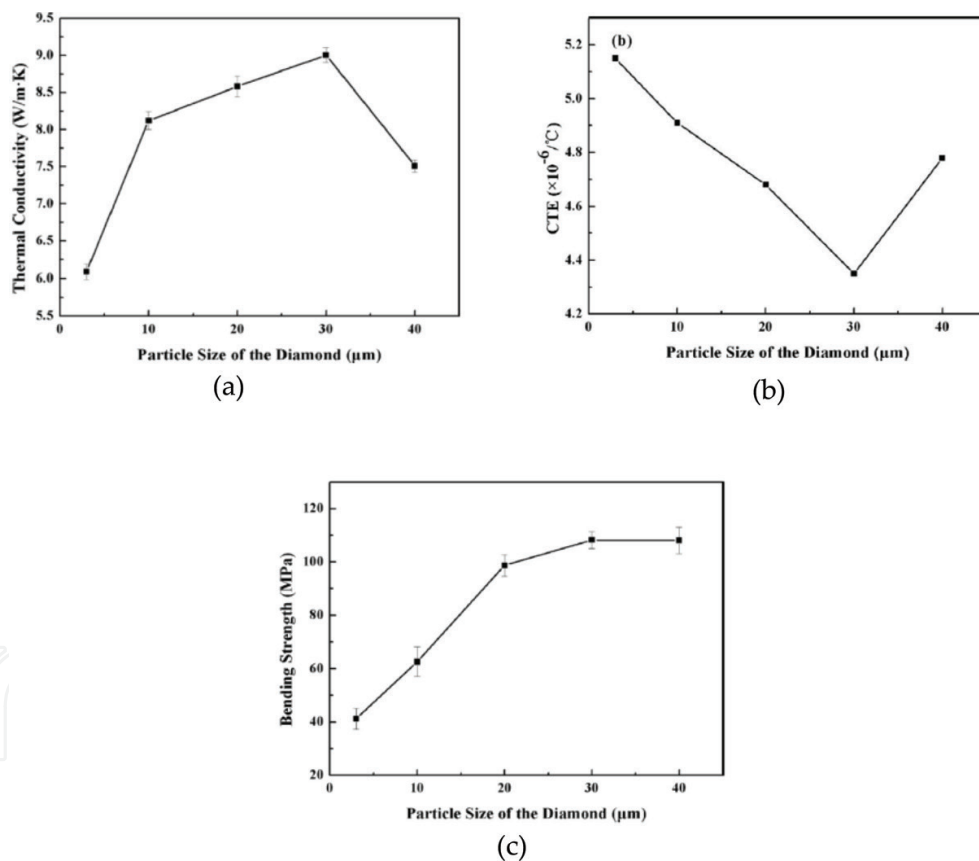 9.5
9.0
8.5
8.0
7.5
7.0
6.5
6.0
5.5
0 10 20 30 40
Thermal Conductivity (W/m·K)
Particle Size of the Diamond (μm)
(a)
(b)
5.2
5.0
4.8
4.6
4.4
4.2
0 10 20 30 40
CTE (×10⁻⁶/℃)
Particle Size of the Diamond (μm)
(b)
120
100
80
60
40
20
0 10 20 30 40
Bending Strength (MPa)
Particle Size of the Diamond (μm)
(c)